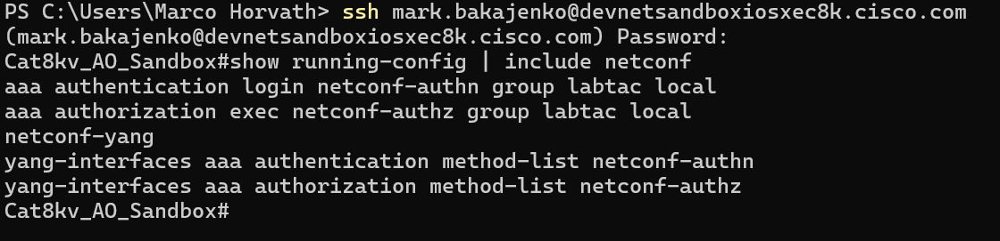 PS C:\Users\Marco Horvath> ssh mark.bakajenko@devnetsandboxiosxec8k.cisco.com
(mark.bakajenko@devnetsandboxiosxec8k.cisco.com) Password:
Cat8kv_AO_Sandbox#show running-config | include netconf
aaa authentication login netconf-authn group labtac local
aaa authorization exec netconf-authz group labtac local
netconf-yang
yang-interfaces aaa authentication method-list netconf-authn
yang-interfaces aaa authorization method-list netconf-authz
Cat8kv_AO_Sandbox#